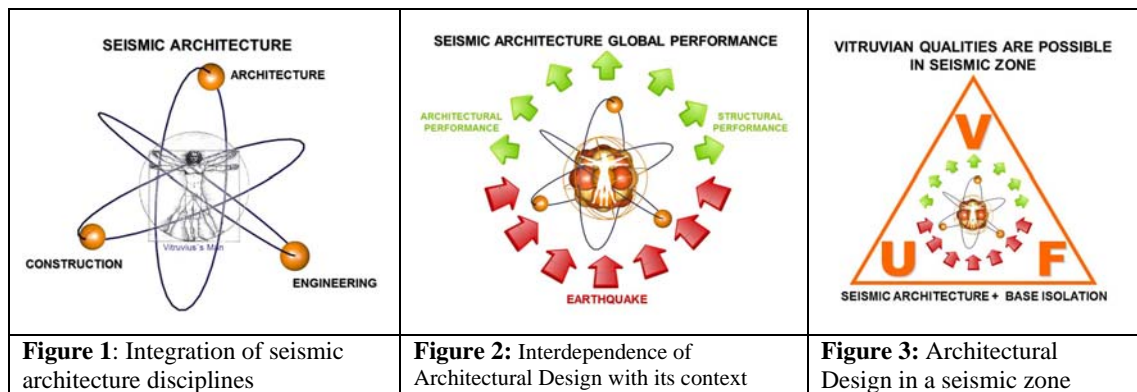 SEISMIC ARCHITECTURE
ARCHITECTURE
Vitruvius´s Man
CONSTRUCTION
ENGINEERING
Figure 1: Integration of seismic
architecture disciplines
SEISMIC ARCHITECTURE GLOBAL PERFORMANCE
ARCHITECTURAL
PERFORMANCE
STRUCTURAL
PERFORMANCE
EARTHQUAKE
Figure 2: Interdependence of
Architectural Design with its context
VITRUVIAN QUALITIES ARE POSSIBLE
IN SEISMIC ZONE
V
U F
SEISMIC ARCHITECTURE + BASE ISOLATION
Figure 3: Architectural
Design in a seismic zone